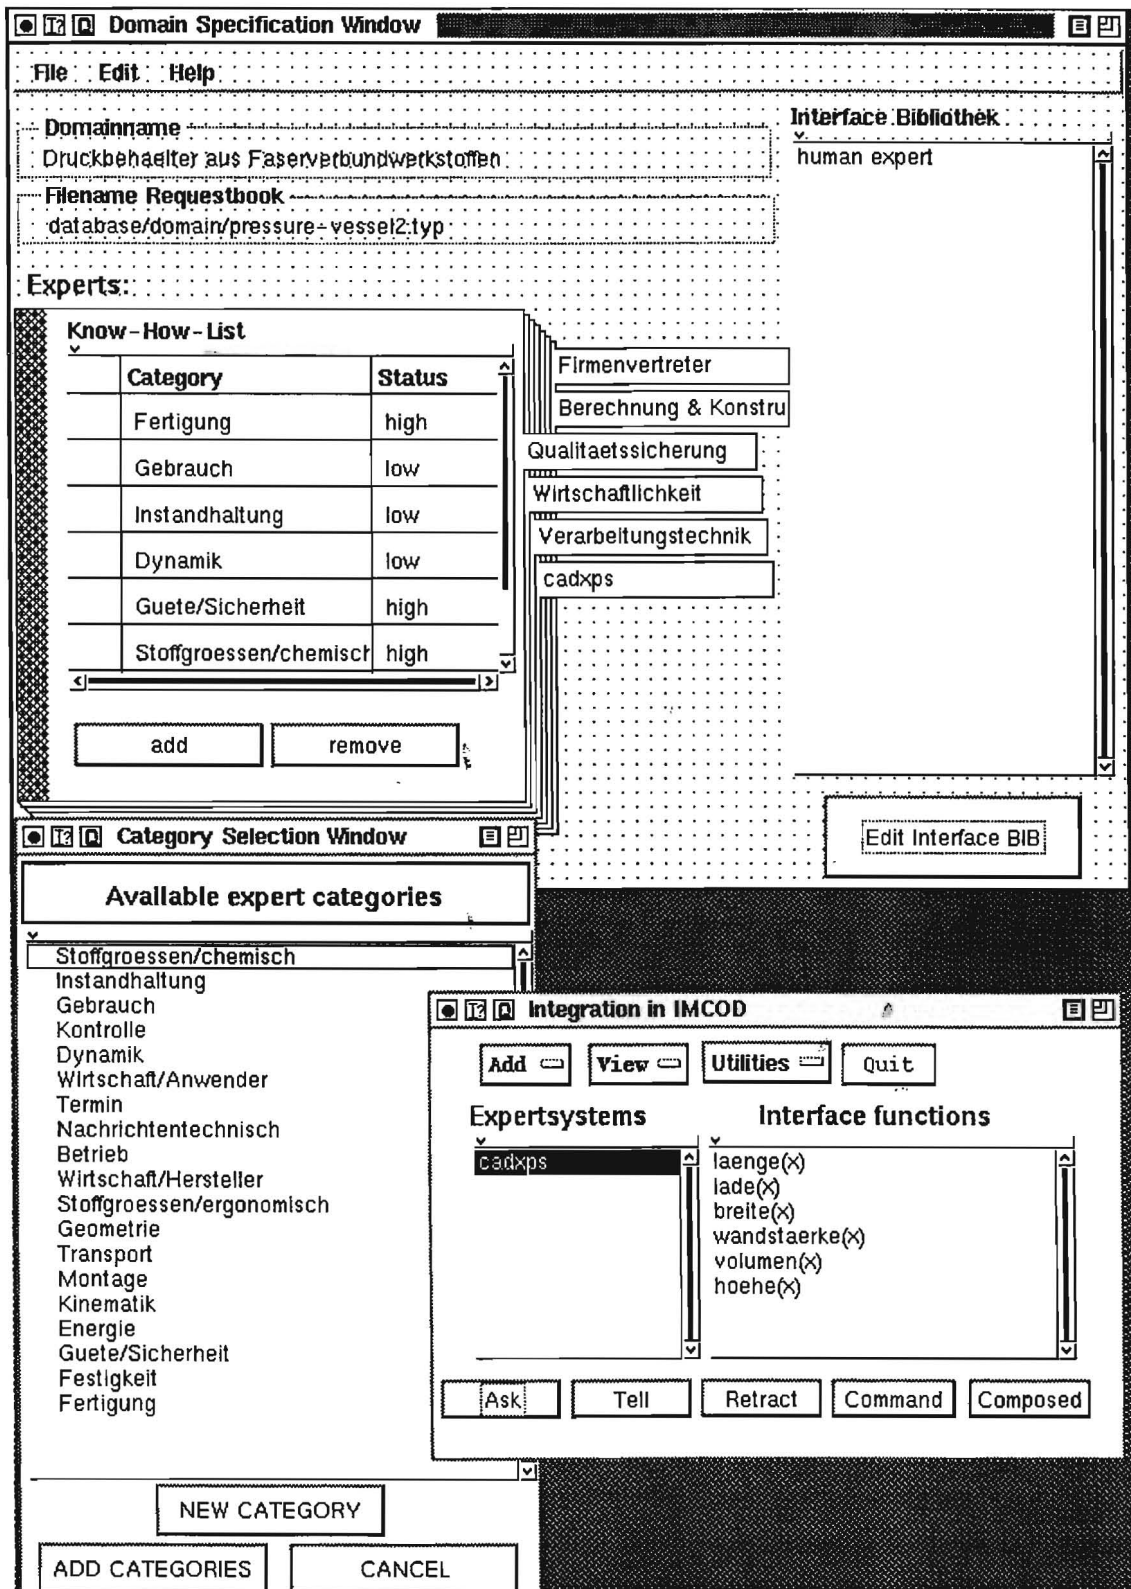 Domain Specification Window
File Edit Help
Domainname
Druckbehaelter aus Faserverbundwerkstoffen
Filename Requestbook
database/domain/pressure-vessel2.typ
Interface Bibliothek
human expert
Experts:
Know-How-List
Category Status
Fertigung high
Gebrauch low
Instandhaltung low
Dynamik low
Guete/Sicherheit high
Stoffgroessen/chemisch high
add remove
Firmenvertreter
Berechnung & Konstru
Qualitaetssicherung
Wirtschaftlichkeit
Verarbeitungstechnik
cadxps
Edit Interface BIB
Category Selection Window
Available expert categories
Stoffgroessen/chemisch
Instandhaltung
Gebrauch
Kontrolle
Dynamik
Wirtschaft/Anwender
Termin
Nachrichtentechnisch
Betrieb
Wirtschaft/Hersteller
Stoffgroessen/ergonomisch
Geometrie
Transport
Montage
Kinematik
Energie
Guete/Sicherheit
Festigkeit
Fertigung
NEW CATEGORY
ADD CATEGORIES CANCEL
Integration in IMCOD
Add View Utilities Quit
Expertsystems
cadxps
Interface functions
laenge(x)
lade(x)
breite(x)
wandstaerke(x)
volumen(x)
hoehe(x)
Ask Tell Retract Command Composed